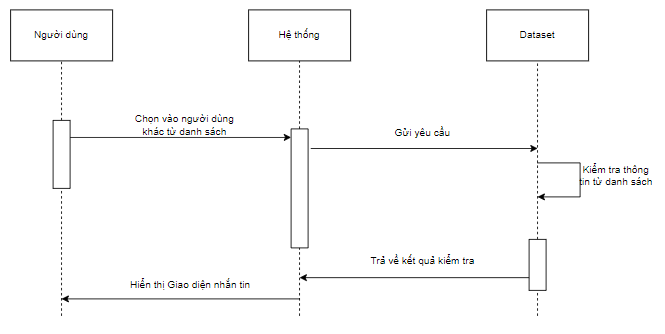 Người dùng
Hệ thống
Dataset
Chọn vào người dùng
khác từ danh sách
Gửi yêu cầu
Kiểm tra thông
tin từ danh sách
Trả về kết quả kiểm tra
Hiển thị Giao diện nhắn tin